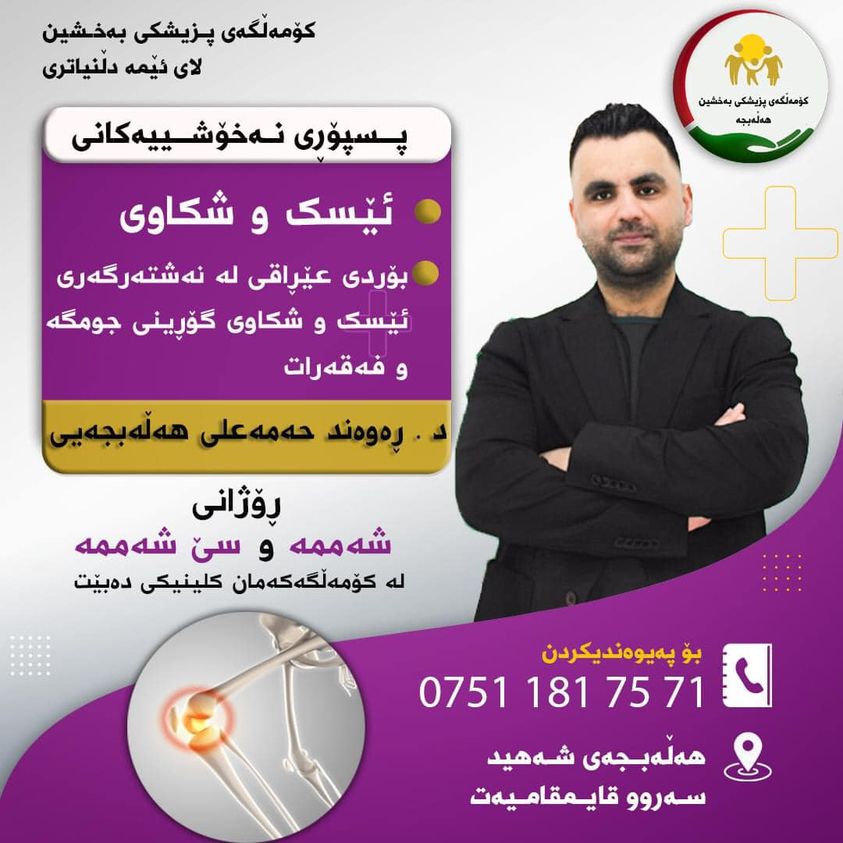 کۆمەڵگەی پزیشکی بەخشین
لای ئێمە دڵنیاتری
کۆمەڵگەی پزیشکی بەخشین
هەڵەبجە
پسپۆڕی نەخۆشییەکانی
ئێسک و شکاوی
بۆردی عێراقی لە نەشتەرگەری
ئێسک و شکاوی گۆڕینی جومگە
و فەقەرات
د . ڕەوەند حەمەعلی هەڵەبجەیی
ڕۆژانی
شەممە و سێ شەممە
لە کۆمەڵگەکەمان کلینیکی دەبێت
بۆ پەیوەندیکردن
0751 181 75 71
هەڵەبجەی شەهید
سەروو قایمقامیەت